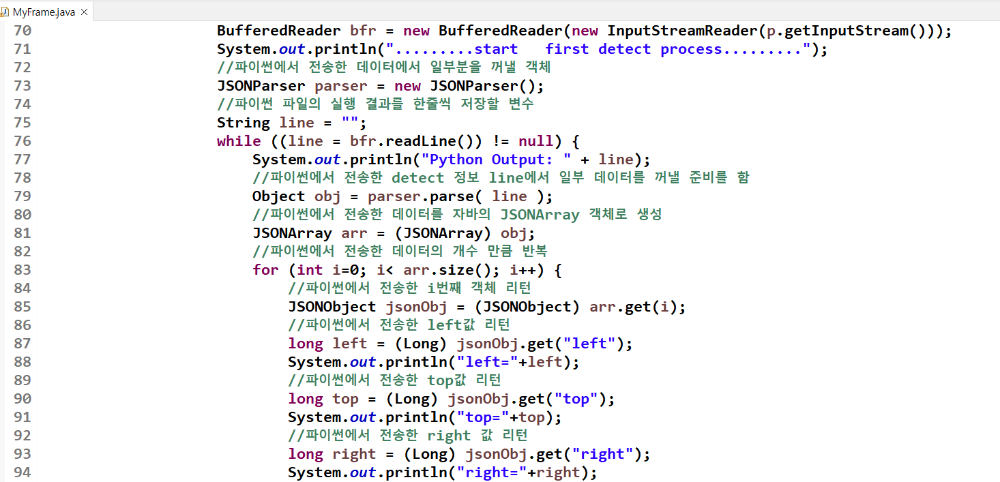 MyFrame.java
70 BufferedReader bfr = new BufferedReader(new InputStreamReader(p.getInputStream()));
71 System.out.println(".........start   first detect process.........");
72 //파이썬에서 전송한 데이터에서 일부분을 꺼낼 객체
73 JSONParser parser = new JSONParser();
74 //파이썬 파일의 실행 결과를 한줄씩 저장할 변수
75 String line = "";
76 while ((line = bfr.readLine()) != null) {
77 System.out.println("Python Output: " + line);
78 //파이썬에서 전송한 detect 정보 line에서 일부 데이터를 꺼낼 준비를 함
79 Object obj = parser.parse( line );
80 //파이썬에서 전송한 데이터를 자바의 JSONArray 객체로 생성
81 JSONArray arr = (JSONArray) obj;
82 //파이썬에서 전송한 데이터의 개수 만큼 반복
83 for (int i=0; i< arr.size(); i++) {
84 //파이썬에서 전송한 i번째 객체 리턴
85 JSONObject jsonObj = (JSONObject) arr.get(i);
86 //파이썬에서 전송한 left값 리턴
87 long left = (Long) jsonObj.get("left");
88 System.out.println("left="+left);
89 //파이썬에서 전송한 top값 리턴
90 long top = (Long) jsonObj.get("top");
91 System.out.println("top="+top);
92 //파이썬에서 전송한 right 값 리턴
93 long right = (Long) jsonObj.get("right");
94 System.out.println("right="+right);